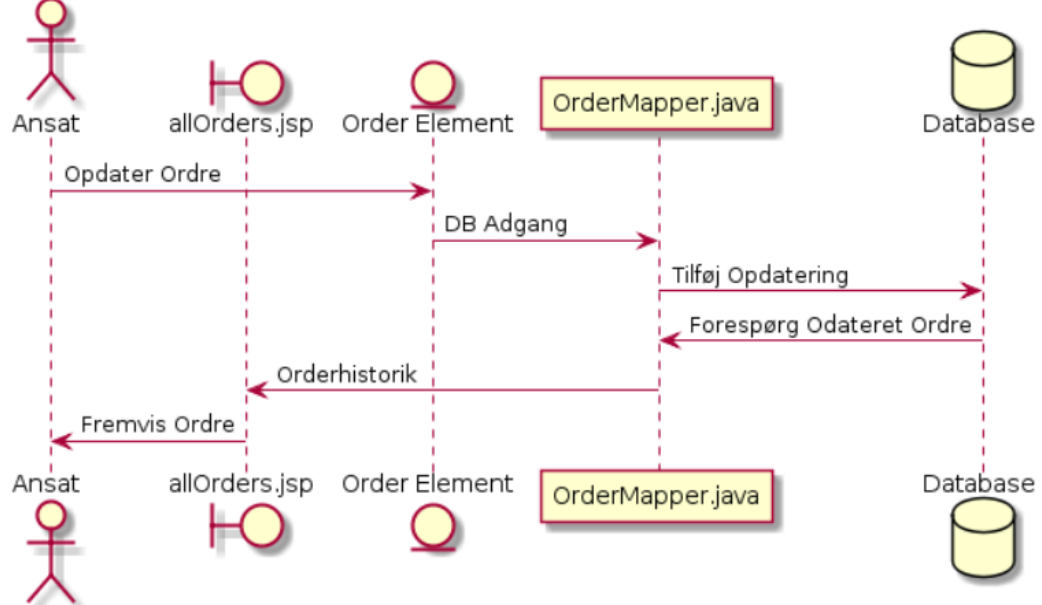 Ansat allOrders.jsp Order Element OrderMapper.java Database
Opdater Ordre
DB Adgang
Tilføj Opdatering
Forespørg Odateret Ordre
Orderhistorik
Fremvis Ordre
Ansat allOrders.jsp Order Element OrderMapper.java Database